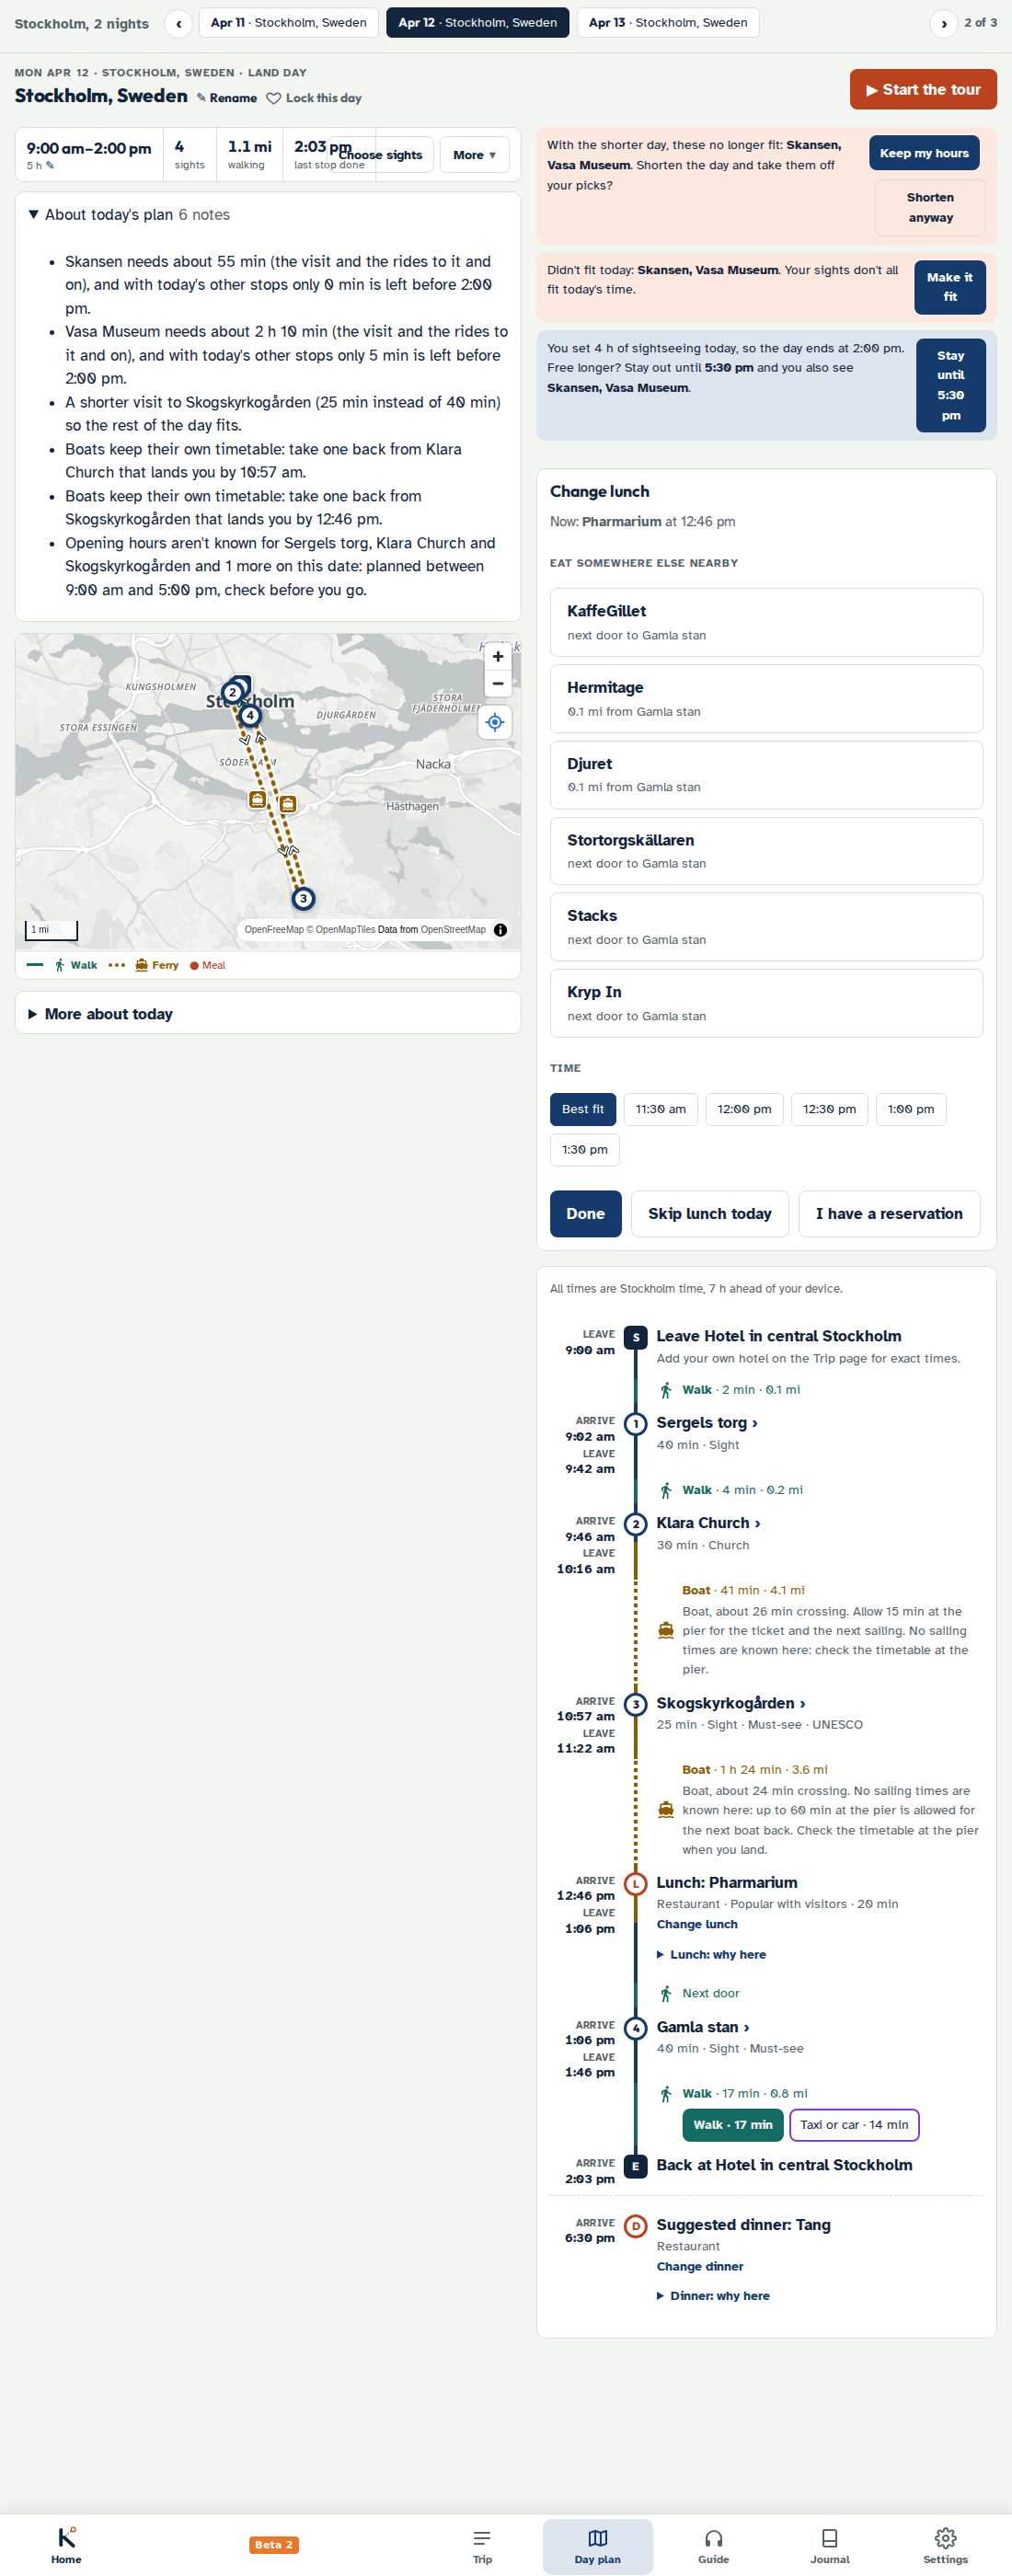 Stockholm, 2 nights
‹
Apr 11 · Stockholm, Sweden
Apr 12 · Stockholm, Sweden
Apr 13 · Stockholm, Sweden
›
2 of 3
MON APR 12 · STOCKHOLM, SWEDEN · LAND DAY
Stockholm, Sweden ✎ Rename Lock this day
▶ Start the tour
9:00 am–2:00 pm
5 h ✎
4
sights
1.1 mi
walking
2:03 pm
last stop done
Choose sights
More ▾
▼ About today's plan 6 notes
• Skansen needs about 55 min (the visit and the rides to it and
on), and with today's other stops only 0 min is left before 2:00
pm.
• Vasa Museum needs about 2 h 10 min (the visit and the rides to
it and on), and with today's other stops only 5 min is left before
2:00 pm.
• A shorter visit to Skogskyrkogården (25 min instead of 40 min)
so the rest of the day fits.
• Boats keep their own timetable: take one back from Klara
Church that lands you by 10:57 am.
• Boats keep their own timetable: take one back from
Skogskyrkogården that lands you by 12:46 pm.
• Opening hours aren't known for Sergels torg, Klara Church and
Skogskyrkogården and 1 more on this date: planned between
9:00 am and 5:00 pm, check before you go.
KUNGSHOLMEN
STORA ESSINGEN
DJURGÅRDEN
STORA
FJÄDERHOLMEN
Nacka
Hästhagen
2
4
3
+
−
1 mi
OpenFreeMap © OpenMapTiles Data from OpenStreetMap
Walk
Ferry
Meal
▶ More about today
With the shorter day, these no longer fit: Skansen,
Vasa Museum. Shorten the day and take them off
your picks?
Keep my hours
Shorten
anyway
Didn't fit today: Skansen, Vasa Museum. Your sights don't all
fit today's time.
Make it
fit
You set 4 h of sightseeing today, so the day ends at 2:00 pm.
Free longer? Stay out until 5:30 pm and you also see
Skansen, Vasa Museum.
Stay
until
5:30
pm
Change lunch
Now: Pharmarium at 12:46 pm
EAT SOMEWHERE ELSE NEARBY
KaffeGillet
next door to Gamla stan
Hermitage
0.1 mi from Gamla stan
Djuret
0.1 mi from Gamla stan
Stortorgskällaren
next door to Gamla stan
Stacks
next door to Gamla stan
Kryp In
next door to Gamla stan
TIME
Best fit
11:30 am
12:00 pm
12:30 pm
1:00 pm
1:30 pm
Done
Skip lunch today
I have a reservation
All times are Stockholm time, 7 h ahead of your device.
LEAVE
9:00 am
S
Leave Hotel in central Stockholm
Add your own hotel on the Trip page for exact times.
Walk · 2 min · 0.1 mi
ARRIVE
9:02 am
LEAVE
9:42 am
1
Sergels torg ›
40 min · Sight
Walk · 4 min · 0.2 mi
ARRIVE
9:46 am
LEAVE
10:16 am
2
Klara Church ›
30 min · Church
Boat · 41 min · 4.1 mi
Boat, about 26 min crossing. Allow 15 min at the
pier for the ticket and the next sailing. No sailing
times are known here: check the timetable at the
pier.
ARRIVE
10:57 am
LEAVE
11:22 am
3
Skogskyrkogården ›
25 min · Sight · Must-see · UNESCO
Boat · 1 h 24 min · 3.6 mi
Boat, about 24 min crossing. No sailing times are
known here: up to 60 min at the pier is allowed for
the next boat back. Check the timetable at the pier
when you land.
ARRIVE
12:46 pm
LEAVE
1:06 pm
L
Lunch: Pharmarium
Restaurant · Popular with visitors · 20 min
Change lunch
▶ Lunch: why here
Next door
ARRIVE
1:06 pm
LEAVE
1:46 pm
4
Gamla stan ›
40 min · Sight · Must-see
Walk · 17 min · 0.8 mi
Walk · 17 min
Taxi or car · 14 min
ARRIVE
2:03 pm
E
Back at Hotel in central Stockholm
ARRIVE
6:30 pm
D
Suggested dinner: Tang
Restaurant
Change dinner
▶ Dinner: why here
Home
Beta 2
Trip
Day plan
Guide
Journal
Settings